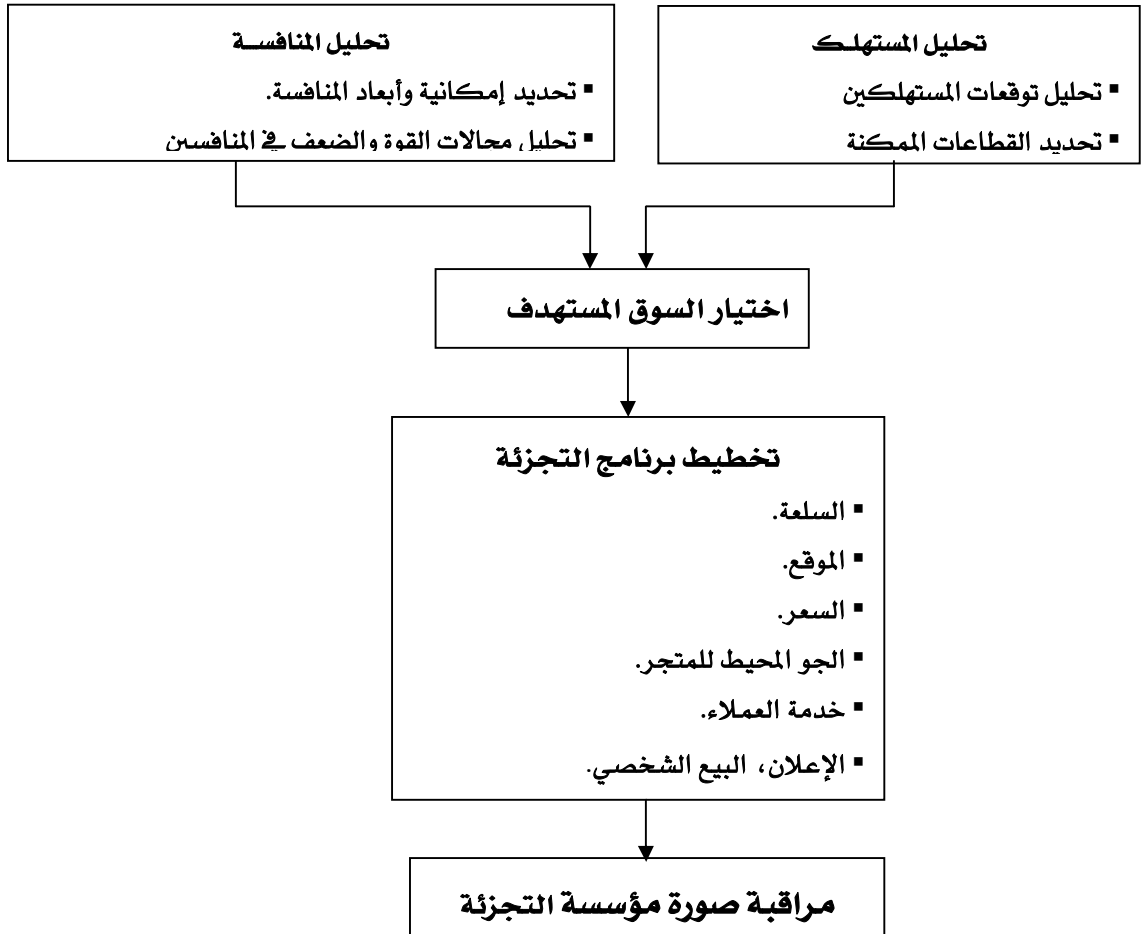 تحليل المستهلـك
▪ تحليل توقعات المستهلكين
▪ تحديد القطاعات الممكنة
تحليل المنافســة
▪ تحديد إمكانية وأبعاد المنافسة.
▪ تحليل مجالات القوة والضعف في المنافسين
اختيار السوق المستهدف
تخطيط برنامج التجزئة
▪ السلعة.
▪ الموقع.
▪ السعر.
▪ الجو المحيط للمتجر.
▪ خدمة العملاء.
▪ الإعلان، البيع الشخصي.
مراقبة صورة مؤسسة التجزئة